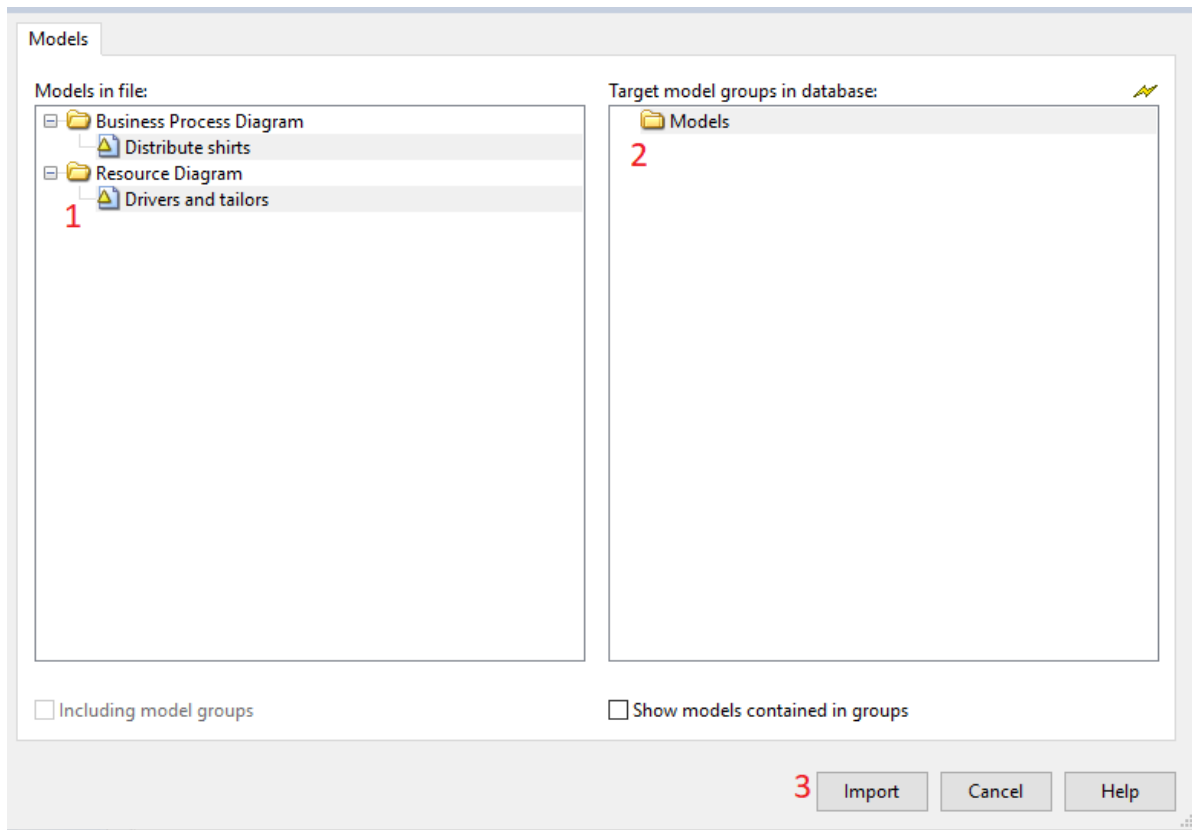 Models
Models in file:
Business Process Diagram
Distribute shirts
Resource Diagram
Drivers and tailors
1
Target model groups in database:
Models
2
Including model groups
Show models contained in groups
3
Import
Cancel
Help